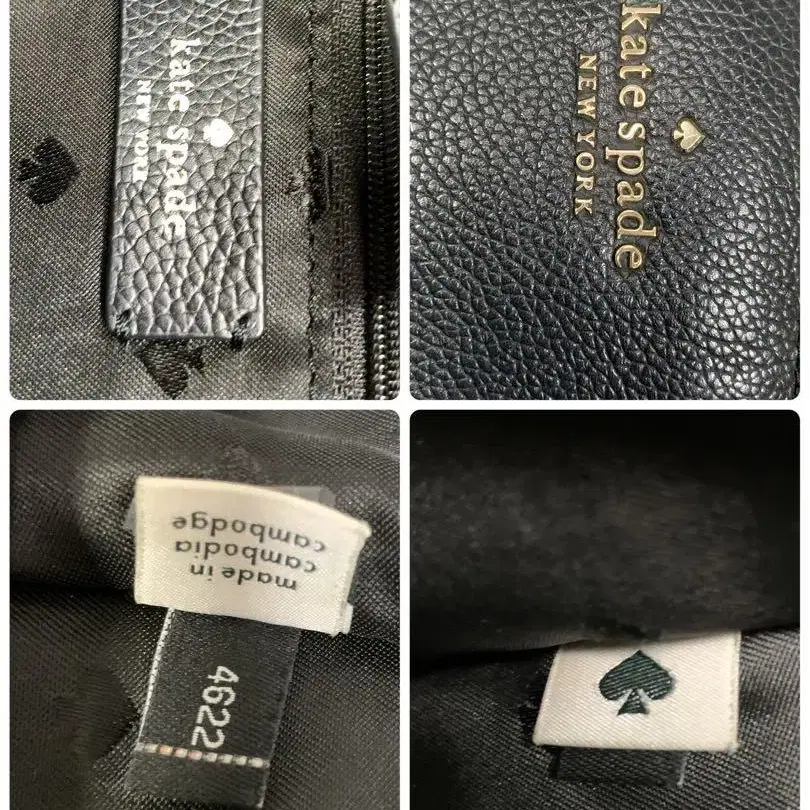 kate spade
NEW YORK
kate spade
NEW YORK
made in
cambodia
cambodge
4622